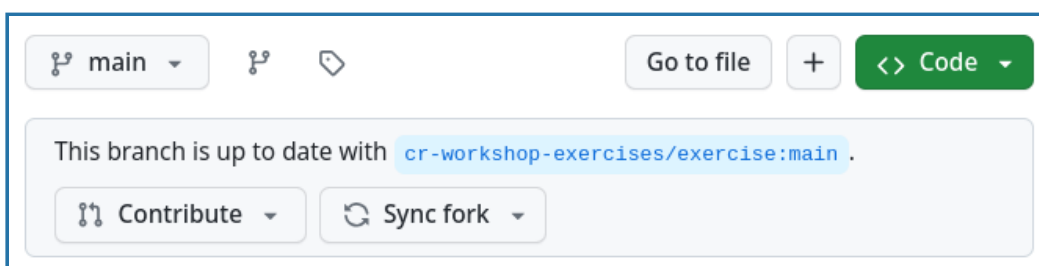 main Go to file + <> Code
This branch is up to date with cr-workshop-exercises/exercise:main .
Contribute Sync fork